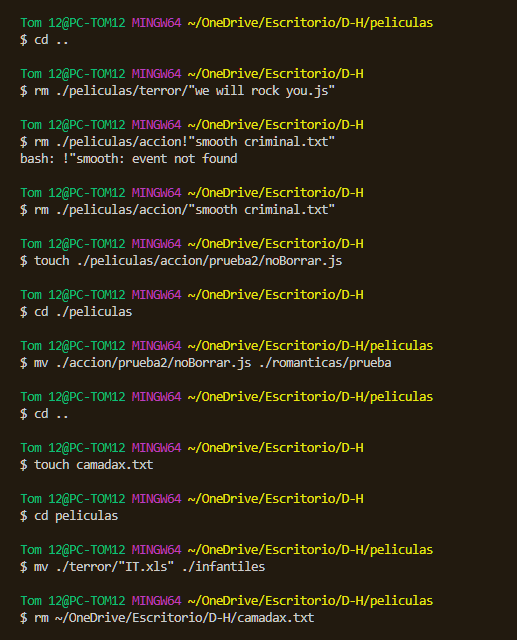 Tom 12@PC-TOM12 MINGW64 ~/OneDrive/Escritorio/D-H/peliculas
$ cd ..
Tom 12@PC-TOM12 MINGW64 ~/OneDrive/Escritorio/D-H
$ rm ./peliculas/terror/"we will rock you.js"
Tom 12@PC-TOM12 MINGW64 ~/OneDrive/Escritorio/D-H
$ rm ./peliculas/accion!"smooth criminal.txt"
bash: !"smooth: event not found
Tom 12@PC-TOM12 MINGW64 ~/OneDrive/Escritorio/D-H
$ rm ./peliculas/accion/"smooth criminal.txt"
Tom 12@PC-TOM12 MINGW64 ~/OneDrive/Escritorio/D-H
$ touch ./peliculas/accion/prueba2/noBorrar.js
Tom 12@PC-TOM12 MINGW64 ~/OneDrive/Escritorio/D-H
$ cd ./peliculas
Tom 12@PC-TOM12 MINGW64 ~/OneDrive/Escritorio/D-H/peliculas
$ mv ./accion/prueba2/noBorrar.js ./romanticas/prueba
Tom 12@PC-TOM12 MINGW64 ~/OneDrive/Escritorio/D-H/peliculas
$ cd ..
Tom 12@PC-TOM12 MINGW64 ~/OneDrive/Escritorio/D-H
$ touch camadax.txt
Tom 12@PC-TOM12 MINGW64 ~/OneDrive/Escritorio/D-H
$ cd peliculas
Tom 12@PC-TOM12 MINGW64 ~/OneDrive/Escritorio/D-H/peliculas
$ mv ./terror/"IT.xls" ./infantiles
Tom 12@PC-TOM12 MINGW64 ~/OneDrive/Escritorio/D-H/peliculas
$ rm ~/OneDrive/Escritorio/D-H/camadax.txt